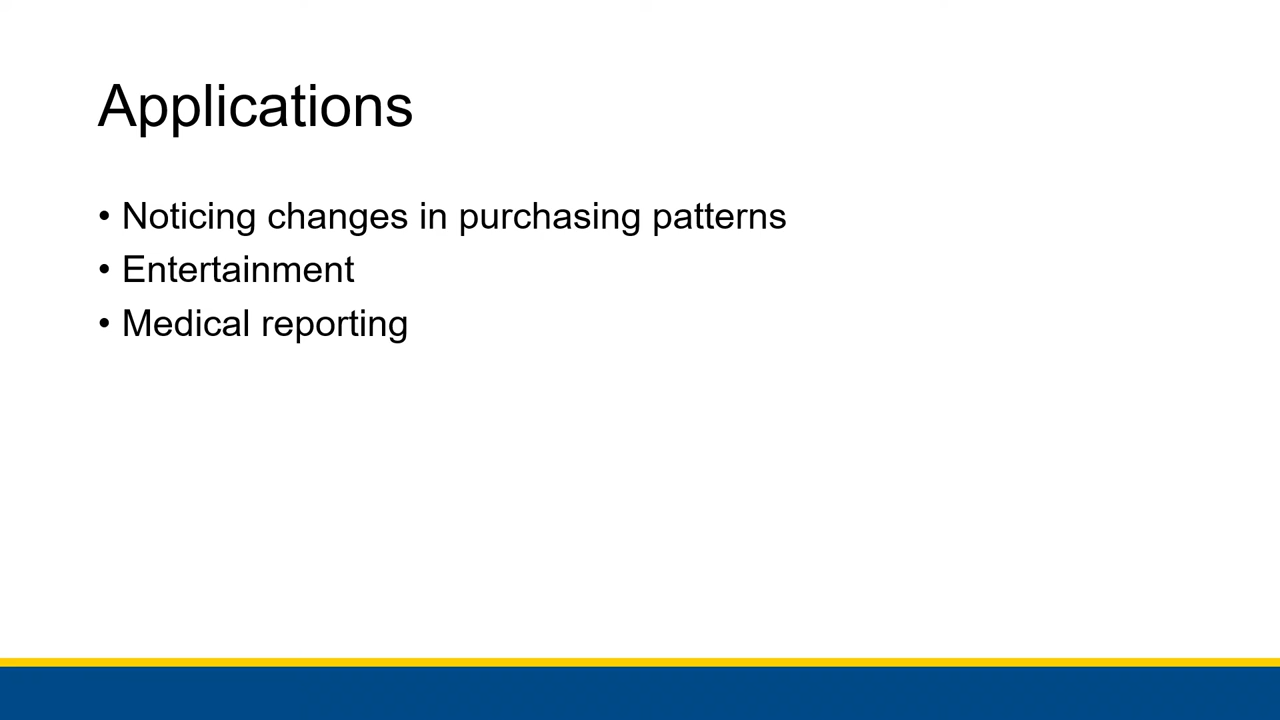 Applications
• Noticing changes in purchasing patterns
• Entertainment
• Medical reporting